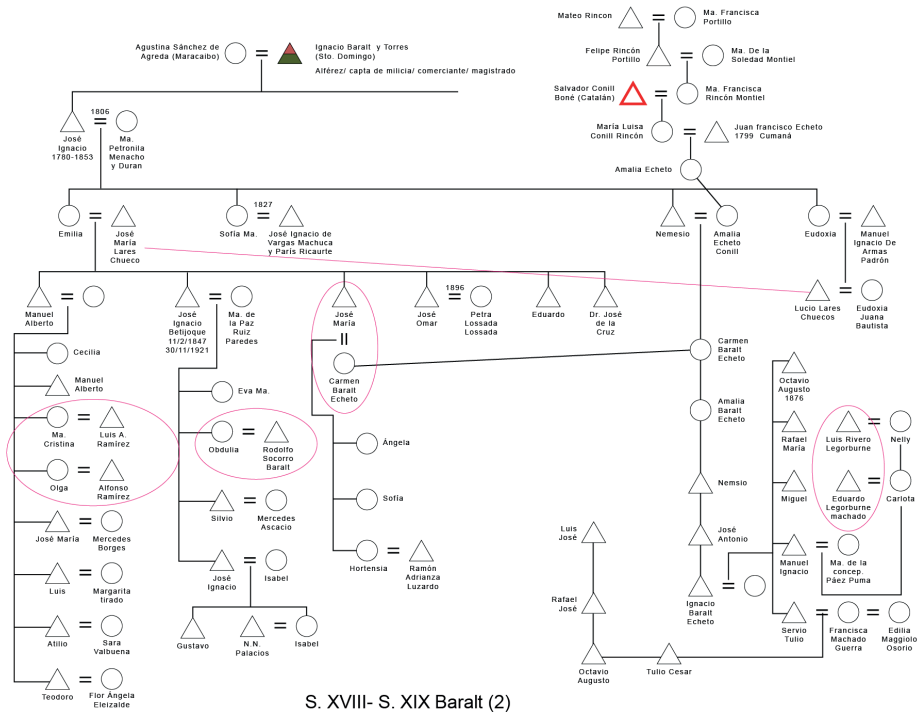 Mateo Rincon
Ma. Francisca
Portillo
Agustina Sánchez de
Agreda (Maracaibo)
Ignacio Baralt y Torres
(Sto. Domingo)
Alférez/ capta de milicia/ comerciante/ magistrado
Felipe Rincón
Portillo
Ma. De la
Soledad Montiel
Salvador Conill
Boné (Catalán)
Ma. Francisca
Rincón Montiel
1806
José
Ignacio
1780-1853
Ma.
Petronila
Menacho
y Duran
María Luisa
Conill Rincón
Juan francisco Echeto
1799 Cumaná
Amalia Echeto
Emilia
José
María
Lares
Chueco
1827
Sofía Ma.
José Ignacio de
Vargas Machuca
y París Ricaurte
Nemesio
Amalia
Echeto
Conill
Eudoxia
Manuel
Ignacio De
Armas
Padrón
Manuel
Alberto
José
Ignacio
Betijoque
11/2/1847
30/11/1921
Ma. de
la Paz
Ruiz
Paredes
José
María
1896
José
Omar
Petra
Lossada
Lossada
Eduardo
Dr. José
de la
Cruz
Lucio Lares
Chuecos
Eudoxia
Juana
Bautista
Cecilia
Manuel
Alberto
Ma.
Cristina
Luis A.
Ramírez
Olga
Alfonso
Ramírez
José María
Mercedes
Borges
Luis
Margarita
tirado
Atilio
Sara
Valbuena
Teodoro
Flor Ángela
Eleizalde
Eva Ma.
Obdulia
Rodolfo
Socorro
Baralt
Silvio
Mercedes
Ascacio
José
Ignacio
Isabel
Gustavo
N.N.
Palacios
Isabel
Carmen
Baralt
Echeto
Ángela
Sofía
Hortensia
Ramón
Adrianza
Luzardo
Carmen
Baralt
Echeto
Amalia
Baralt
Echeto
Nemsio
José
Antonio
Ignacio
Baralt
Echeto
Octavio
Augusto
1876
Rafael
María
Miguel
Manuel
Ignacio
Ma. de la
concep.
Páez Puma
Servio
Tulio
Francisca
Machado
Guerra
Edilia
Maggiolo
Osorio
Luis Rivero
Legorburne
Nelly
Eduardo
Legorburne
machado
Carlota
Luis
José
Rafael
José
Octavio
Augusto
Tulio Cesar
S. XVIII- S. XIX Baralt (2)